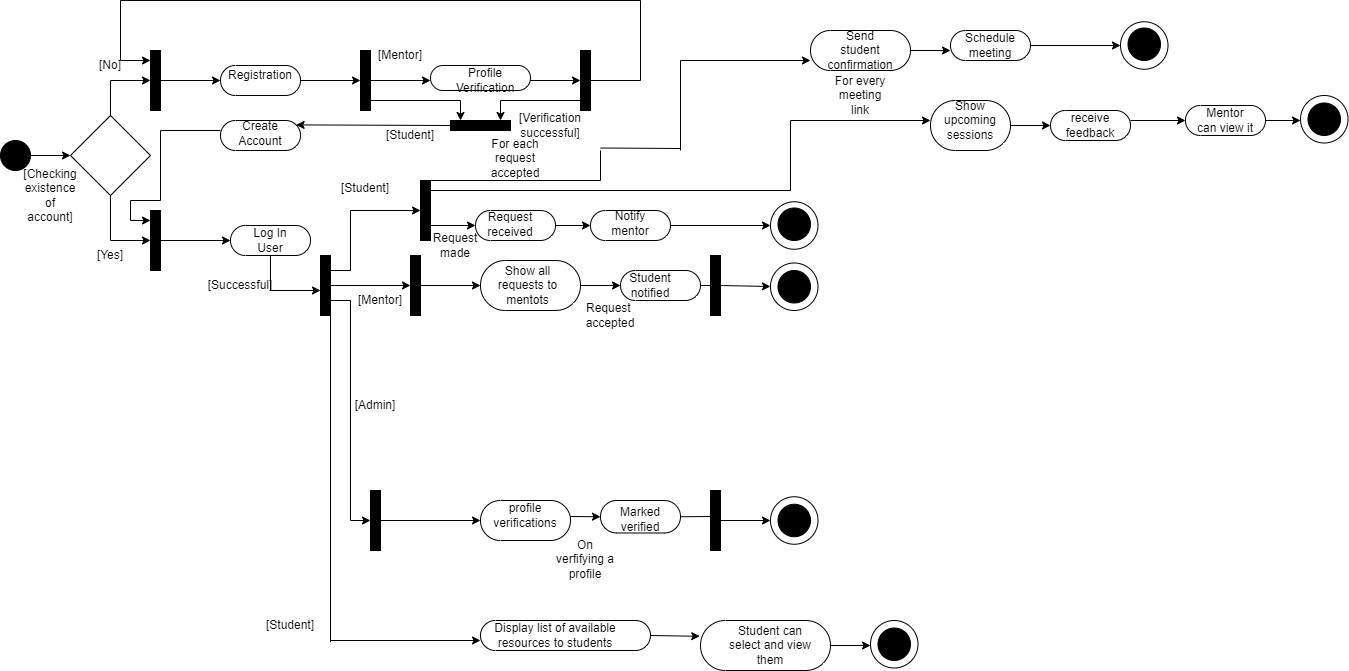 Send
student
confirmation
Schedule
meeting
For every
meeting
link
[No]
Registration
[Mentor]
Profile
Verification
[Verification
successful]
[Student]
Create
Account
For each
request
accepted
Show
upcoming
sessions
receive
feedback
Mentor
can view it
[Checking
existence
of
account]
[Student]
Request
received
Notify
mentor
Request
made
[Yes]
Log In
User
[Successful
[Mentor]
Show all
requests to
mentots
Student
notified
Request
accepted
[Admin]
profile
verifications
Marked
verified
On
verfifying a
profile
[Student]
Display list of available
resources to students
Student can
select and view
them